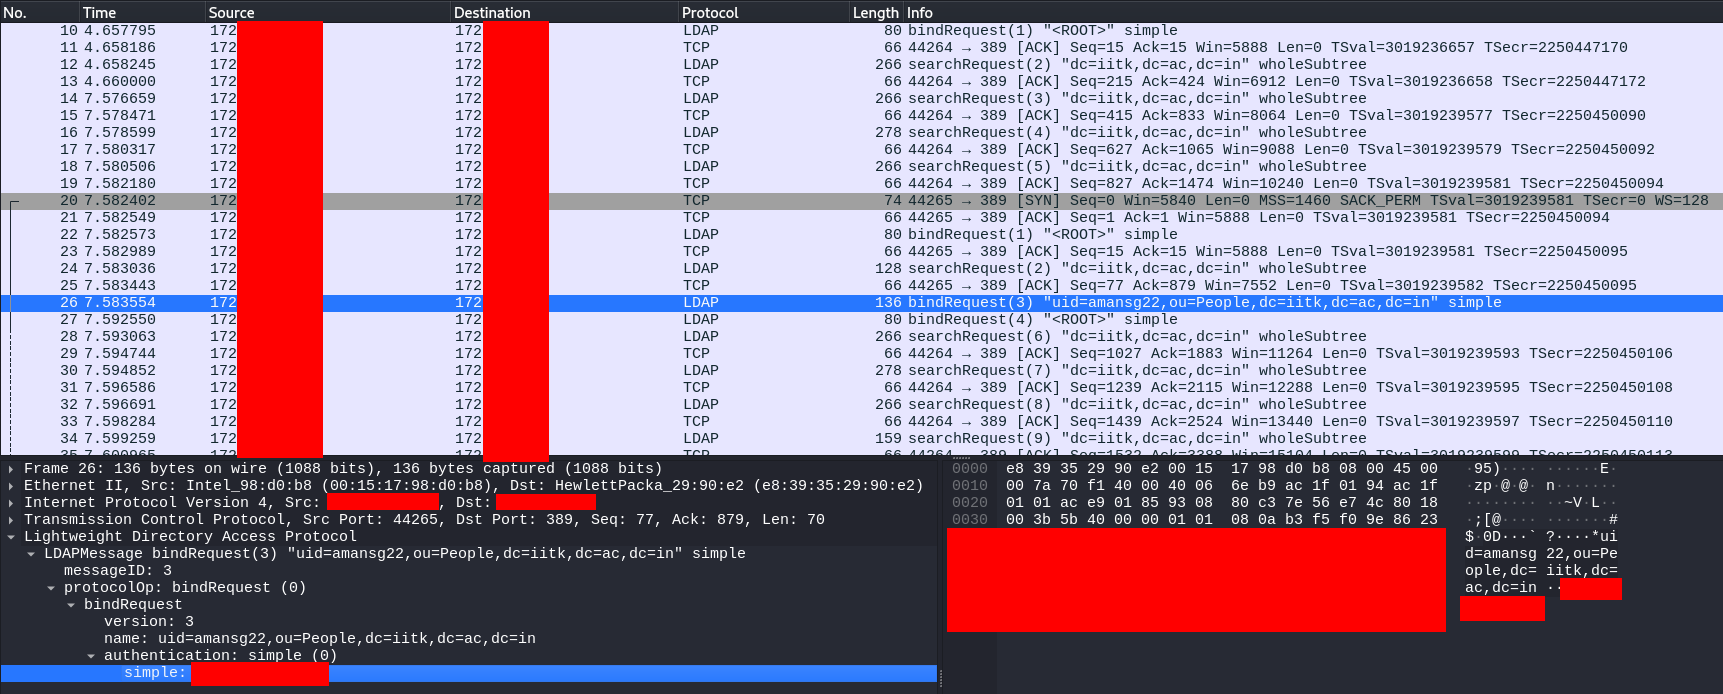 No. Time Source Destination Protocol Length Info
10 4.657795 172 172 LDAP 80 bindRequest(1) "<ROOT>" simple
11 4.658186 172 172 TCP 66 44264 → 389 [ACK] Seq=15 Ack=15 Win=5888 Len=0 TSval=3019236657 TSecr=2250447170
12 4.658245 172 172 LDAP 266 searchRequest(2) "dc=iitk,dc=ac,dc=in" wholeSubtree
13 4.660000 172 172 TCP 66 44264 → 389 [ACK] Seq=215 Ack=424 Win=6912 Len=0 TSval=3019236658 TSecr=2250447172
14 7.576659 172 172 LDAP 266 searchRequest(3) "dc=iitk,dc=ac,dc=in" wholeSubtree
15 7.578471 172 172 TCP 66 44264 → 389 [ACK] Seq=415 Ack=833 Win=8064 Len=0 TSval=3019239577 TSecr=2250450090
16 7.578599 172 172 LDAP 278 searchRequest(4) "dc=iitk,dc=ac,dc=in" wholeSubtree
17 7.580317 172 172 TCP 66 44264 → 389 [ACK] Seq=627 Ack=1065 Win=9088 Len=0 TSval=3019239579 TSecr=2250450092
18 7.580506 172 172 LDAP 266 searchRequest(5) "dc=iitk,dc=ac,dc=in" wholeSubtree
19 7.582180 172 172 TCP 66 44264 → 389 [ACK] Seq=827 Ack=1474 Win=10240 Len=0 TSval=3019239581 TSecr=2250450094
20 7.582402 172 172 TCP 74 44265 → 389 [SYN] Seq=0 Win=5840 Len=0 MSS=1460 SACK_PERM TSval=3019239581 TSecr=0 WS=128
21 7.582549 172 172 TCP 66 44265 → 389 [ACK] Seq=1 Ack=1 Win=5888 Len=0 TSval=3019239581 TSecr=2250450094
22 7.582573 172 172 LDAP 80 bindRequest(1) "<ROOT>" simple
23 7.582989 172 172 TCP 66 44265 → 389 [ACK] Seq=15 Ack=15 Win=5888 Len=0 TSval=3019239581 TSecr=2250450095
24 7.583036 172 172 LDAP 128 searchRequest(2) "dc=iitk,dc=ac,dc=in" wholeSubtree
25 7.583443 172 172 TCP 66 44265 → 389 [ACK] Seq=77 Ack=879 Win=7552 Len=0 TSval=3019239582 TSecr=2250450095
26 7.583554 172 172 LDAP 136 bindRequest(3) "uid=amansg22,ou=People,dc=iitk,dc=ac,dc=in" simple
27 7.592550 172 172 LDAP 80 bindRequest(4) "<ROOT>" simple
28 7.593063 172 172 LDAP 266 searchRequest(6) "dc=iitk,dc=ac,dc=in" wholeSubtree
29 7.594744 172 172 TCP 66 44264 → 389 [ACK] Seq=1027 Ack=1883 Win=11264 Len=0 TSval=3019239593 TSecr=2250450106
30 7.594852 172 172 LDAP 278 searchRequest(7) "dc=iitk,dc=ac,dc=in" wholeSubtree
31 7.596586 172 172 TCP 66 44264 → 389 [ACK] Seq=1239 Ack=2115 Win=12288 Len=0 TSval=3019239595 TSecr=2250450108
32 7.596691 172 172 LDAP 266 searchRequest(8) "dc=iitk,dc=ac,dc=in" wholeSubtree
33 7.598284 172 172 TCP 66 44264 → 389 [ACK] Seq=1439 Ack=2524 Win=13440 Len=0 TSval=3019239597 TSecr=2250450110
34 7.599259 172 172 LDAP 159 searchRequest(9) "dc=iitk,dc=ac,dc=in" wholeSubtree
Frame 26: 136 bytes on wire (1088 bits), 136 bytes captured (1088 bits)
Ethernet II, Src: Intel_98:d0:b8 (00:15:17:98:d0:b8), Dst: HewlettPacka_29:90:e2 (e8:39:35:29:90:e2)
Internet Protocol Version 4, Src: , Dst:
Transmission Control Protocol, Src Port: 44265, Dst Port: 389, Seq: 77, Ack: 879, Len: 70
Lightweight Directory Access Protocol
LDAPMessage bindRequest(3) "uid=amansg22,ou=People,dc=iitk,dc=ac,dc=in" simple
messageID: 3
protocolOp: bindRequest (0)
bindRequest
version: 3
name: uid=amansg22,ou=People,dc=iitk,dc=ac,dc=in
authentication: simple (0)
simple:
0000 e8 39 35 29 90 e2 00 15 17 98 d0 b8 08 00 45 00 ·95)···· ······E·
0010 00 7a 70 f1 40 00 40 06 6e b9 ac 1f 01 94 ac 1f ·zp·@·@· n·······
0020 01 01 ac e9 01 85 93 08 80 c3 7e 56 e7 4c 80 18 ········ ··~V·L··
0030 00 3b 5b 40 00 00 01 01 08 0a b3 f5 f0 9e 86 23 ·;[@···· ·······#
$·0D···` ?····*ui
d=amansg 22,ou=Pe
ople,dc= iitk,dc=
ac,dc=in ··